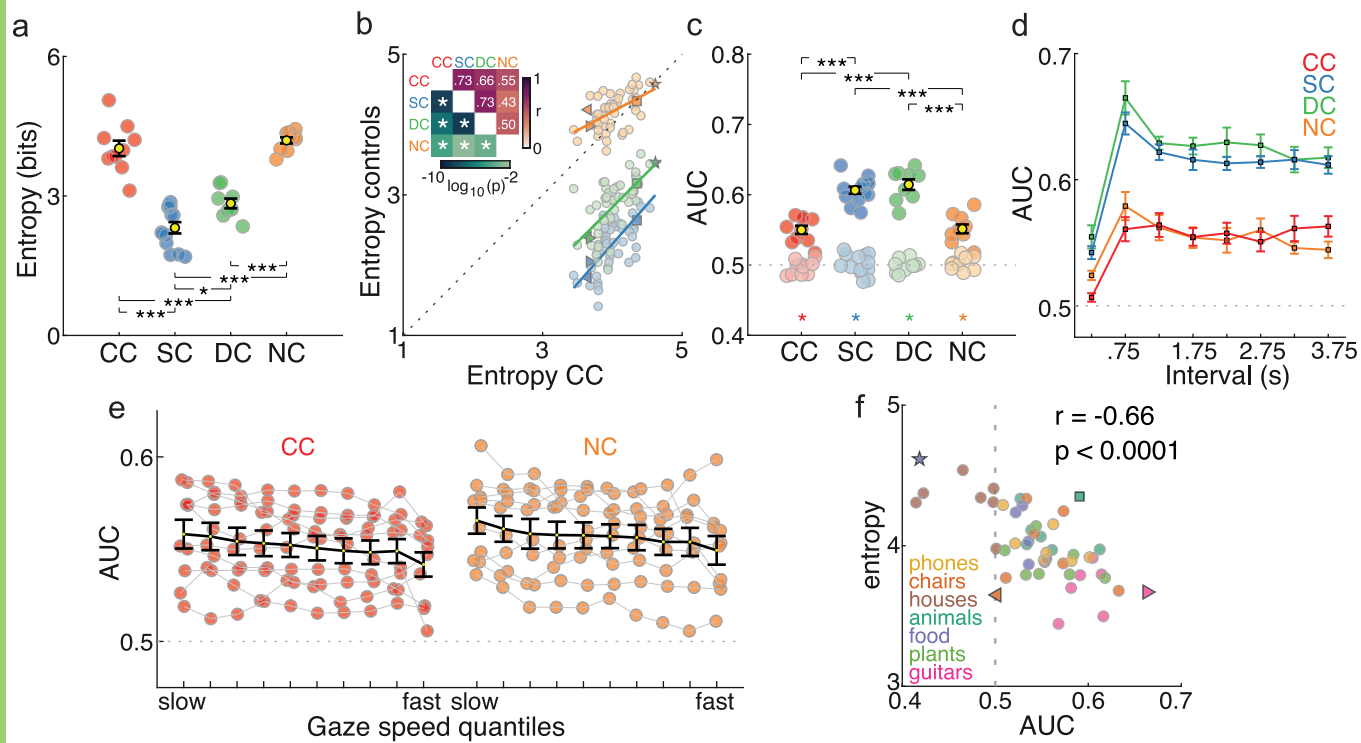 a
6
3
0
Entropy (bits)
***
***
*
***
***
CC SC DC NC
b
5
3
1
Entropy controls
CC SC DC NC
CC .73 .66 .55
SC * .73 .43
DC * * .50
NC * * *
1
r
0
-10 -2
log10(p)
1 3 5
Entropy CC
c
0.8
0.7
0.6
0.5
0.4
AUC
***
***
***
***
* * * *
CC SC DC NC
d
0.7
0.6
0.5
AUC
CC
SC
DC
NC
.75 1.75 2.75 3.75
Interval (s)
e
0.6
0.5
AUC
CC NC
slow fast slow fast
Gaze speed quantiles
f
5
4
3
entropy
r = -0.66
p < 0.0001
phones
chairs
houses
animals
food
plants
guitars
0.4 0.5 0.6 0.7
AUC